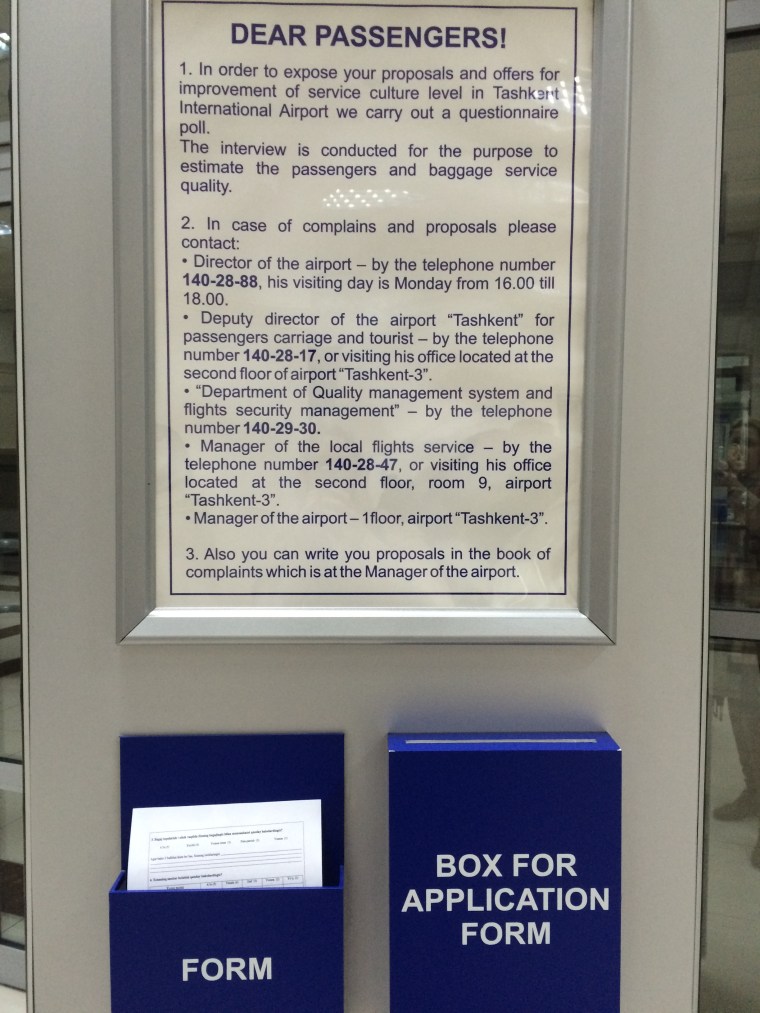 DEAR PASSENGERS!
1. In order to expose your proposals and offers for
improvement of service culture level in Tashkent
International Airport we carry out a questionnaire
poll.
The interview is conducted for the purpose to
estimate the passengers and baggage service
quality.
2. In case of complains and proposals please
contact:
• Director of the airport – by the telephone number
140-28-88, his visiting day is Monday from 16.00 till
18.00.
• Deputy director of the airport “Tashkent” for
passengers carriage and tourist – by the telephone
number 140-28-17, or visiting his office located at the
second floor of airport “Tashkent-3”.
• “Department of Quality management system and
flights security management” – by the telephone
number 140-29-30.
• Manager of the local flights service – by the
telephone number 140-28-47, or visiting his office
located at the second floor, room 9, airport
“Tashkent-3”.
• Manager of the airport – 1floor, airport “Tashkent-3”.
3. Also you can write you proposals in the book of
complaints which is at the Manager of the airport.
FORM
BOX FOR
APPLICATION
FORM